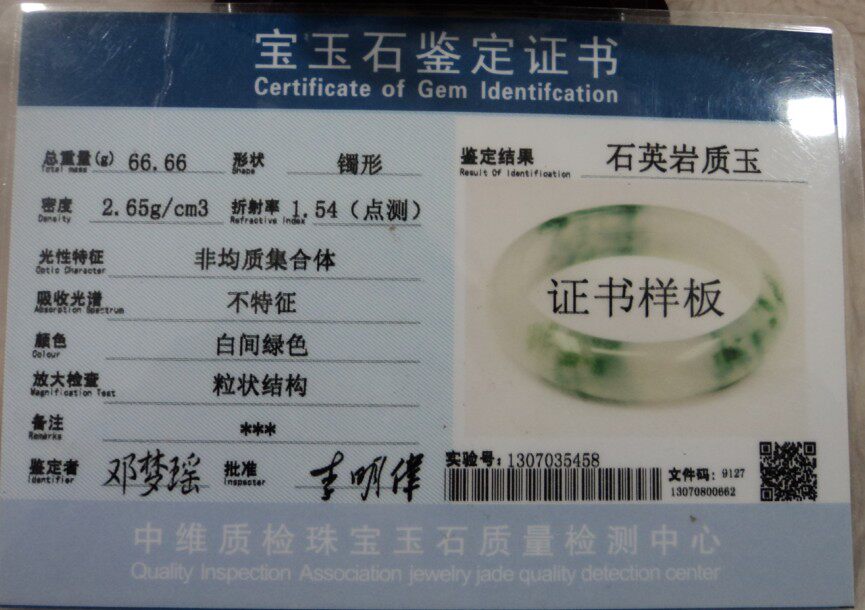 宝玉石鉴定证书
Certificate of Gem Identifcation
总重量(g) 66.66 形状 镯形
Total mass Shape
密度 2.65g/cm3 折射率 1.54（点测）
Density Refractive Index
光性特征 非均质集合体
Optic Character
吸收光谱 不特征
Absorption Spectrum
颜色 白间绿色
Colour
放大检查 粒状结构
Magnification Test
备注 ***
Remarks
鉴定者 邓梦瑶 批准 李明偉
Identifier Inspecter
鉴定结果 石英岩质玉
Result Of Identification
证书样板
实验号: 1307035458
文件码: 9127
13070800662
中维质检珠宝玉石质量检测中心
Quality Inspection Association jewelry jade quality detection center